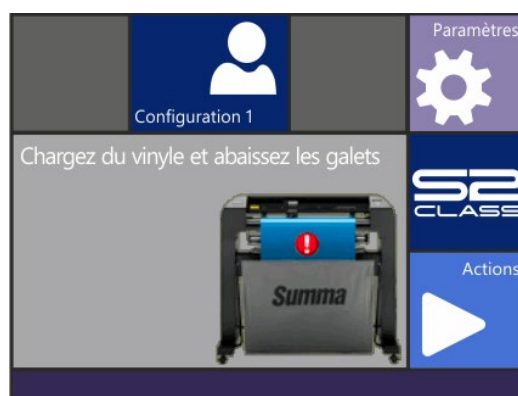 Paramètres
Configuration 1
Chargez du vinyle et abaissez les galets
S2
CLASS
Summa
Actions